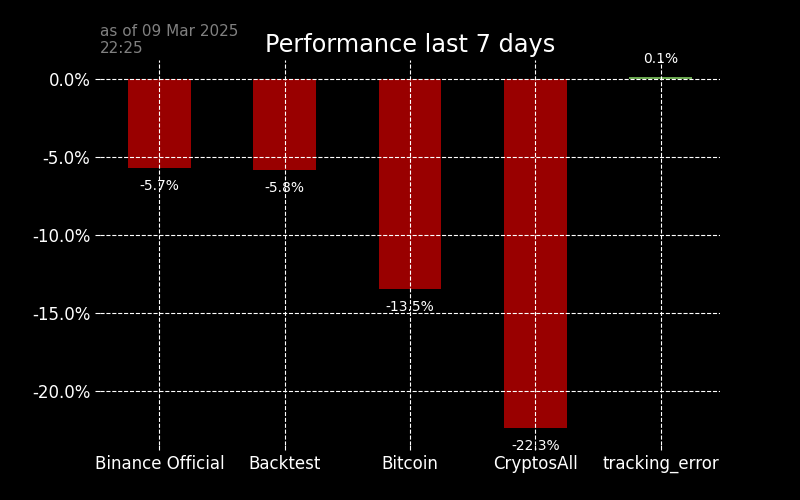 as of 09 Mar 2025
22:25
Performance last 7 days
0.1%
0.0%
-5.0%
-10.0%
-15.0%
-20.0%
-5.7%
-5.8%
-13.5%
-22.3%
Binance Official
Backtest
Bitcoin
CryptosAll
tracking_error